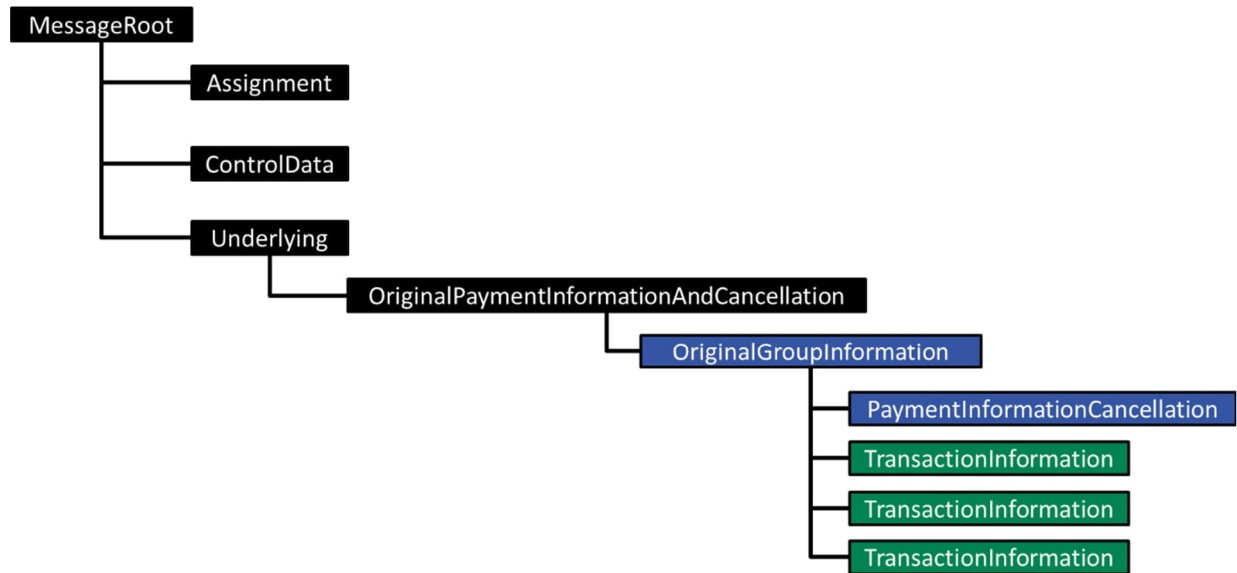 MessageRoot
Assignment
ControlData
Underlying
OriginalPaymentInformationAndCancellation
OriginalGroupInformation
PaymentInformationCancellation
TransactionInformation
TransactionInformation
TransactionInformation